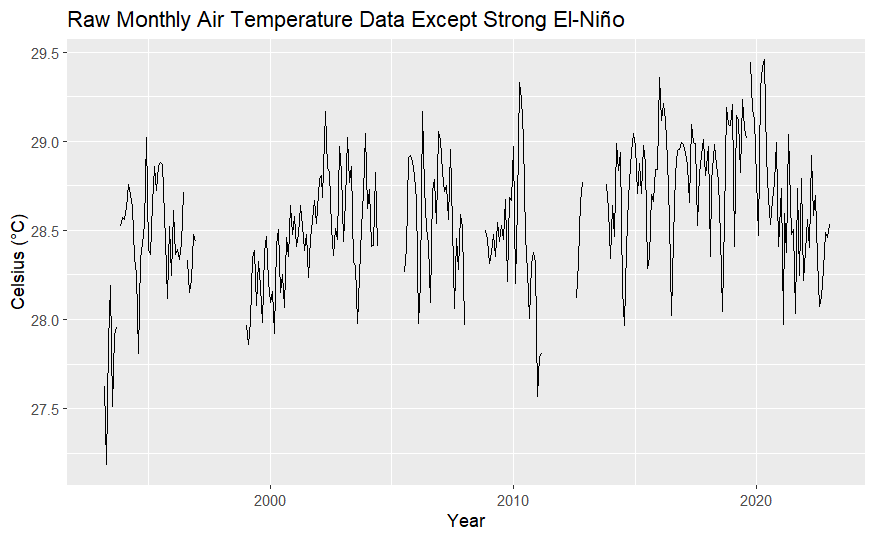 Raw Monthly Air Temperature Data Except Strong El-Niño
29.5
29.0
28.5
28.0
27.5
Celsius (°C)
2000
2010
2020
Year